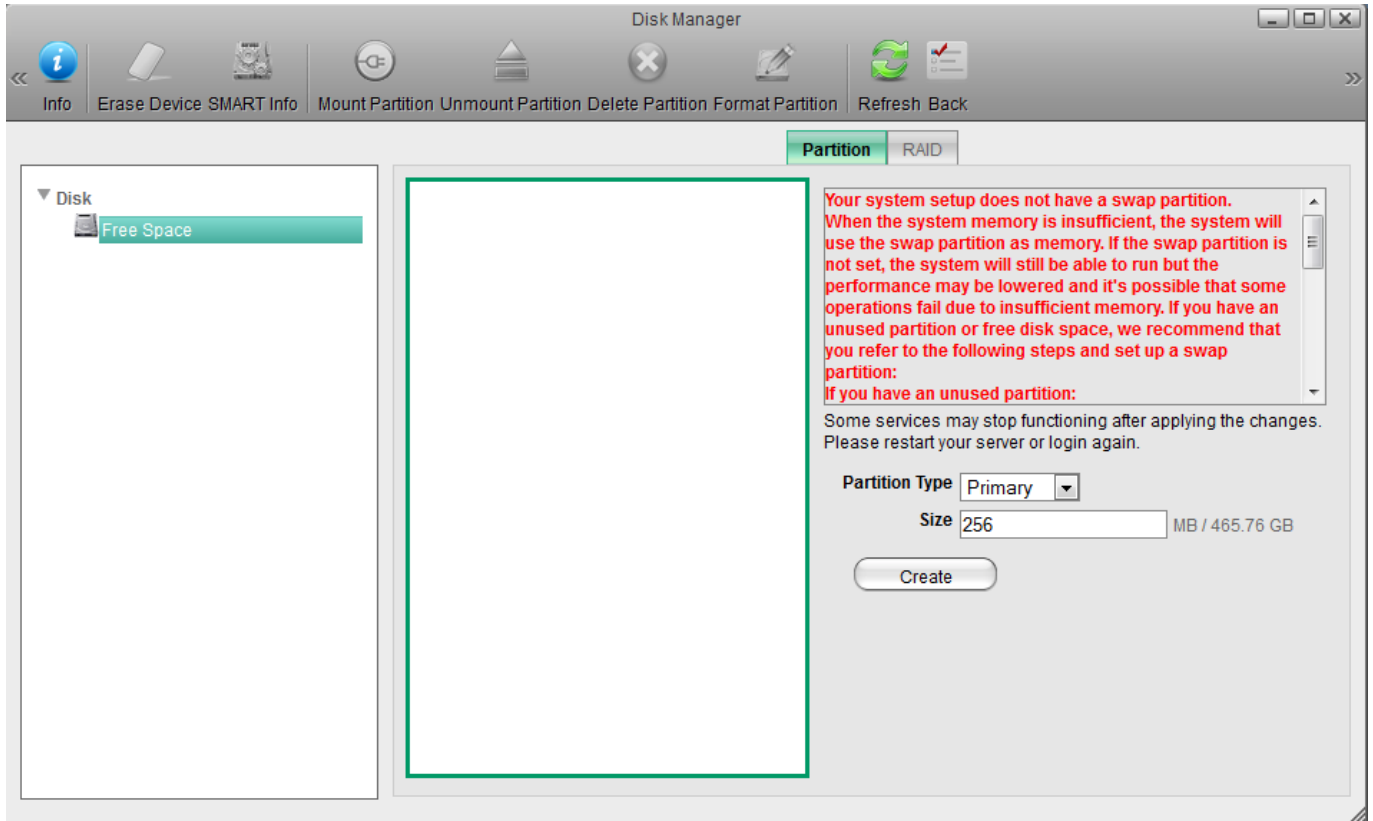 Disk Manager
Info Erase Device SMART Info Mount Partition Unmount Partition Delete Partition Format Partition Refresh Back
Partition RAID
Disk
Free Space
Your system setup does not have a swap partition.
When the system memory is insufficient, the system will
use the swap partition as memory. If the swap partition is
not set, the system will still be able to run but the
performance may be lowered and it's possible that some
operations fail due to insufficient memory. If you have an
unused partition or free disk space, we recommend that
you refer to the following steps and set up a swap
partition:
If you have an unused partition:
Some services may stop functioning after applying the changes.
Please restart your server or login again.
Partition Type Primary
Size 256 MB / 465.76 GB
Create